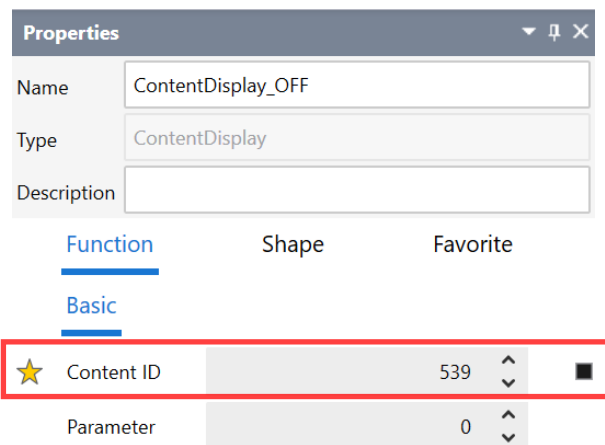 Properties
Name ContentDisplay_OFF
Type ContentDisplay
Description
Function Shape Favorite
Basic
Content ID 539
Parameter 0